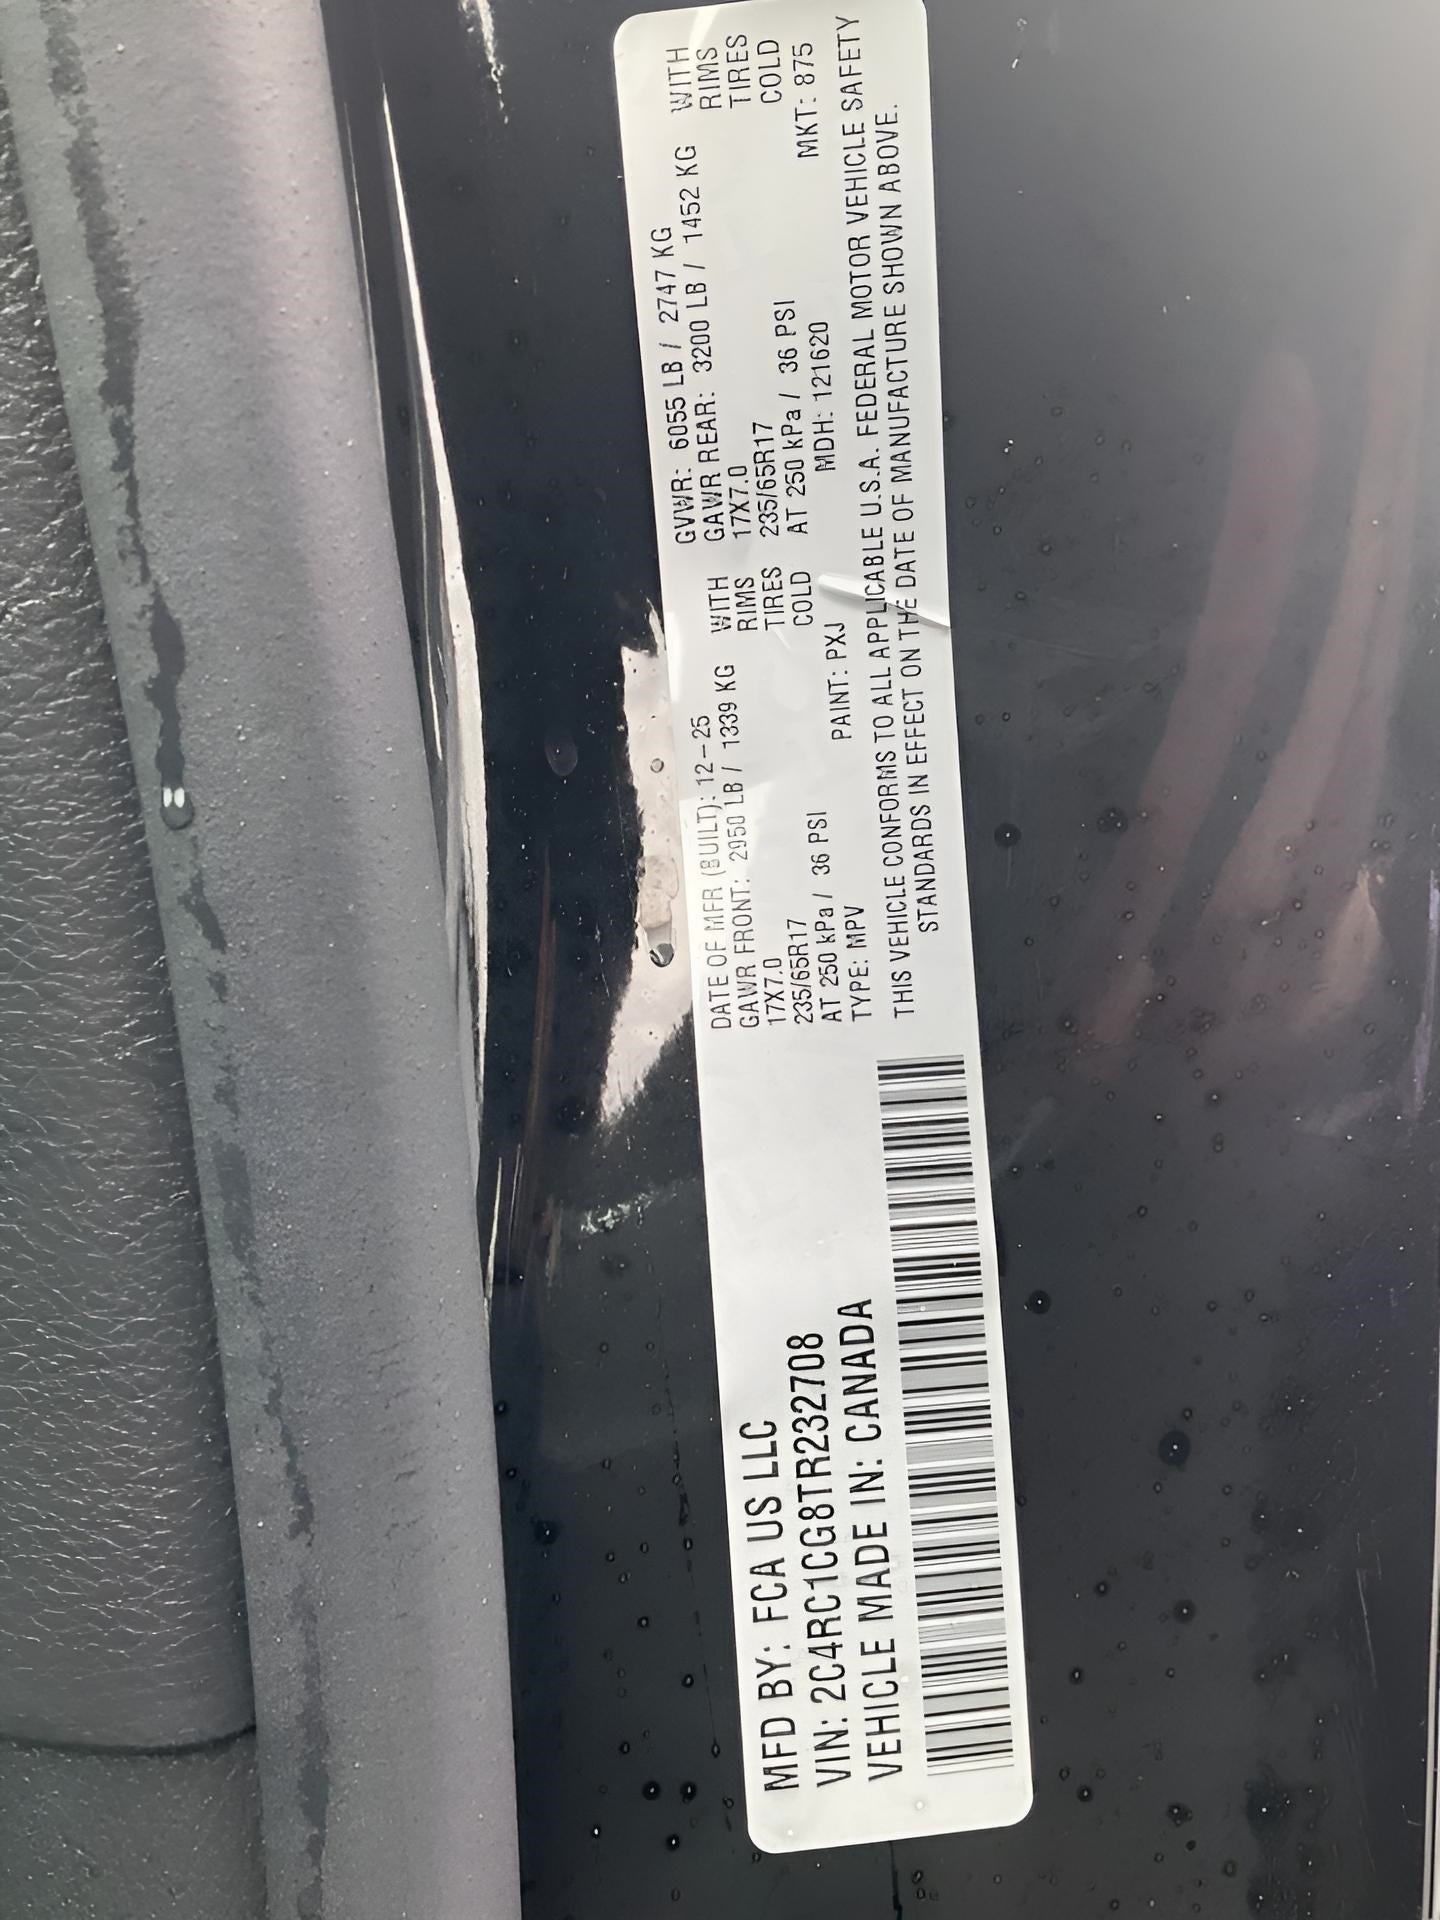 MFD BY: FCA US LLC
VIN: 2C4RC1CG8TR232708
VEHICLE MADE IN: CANADA
DATE OF MFR (BUILT): 12-25 GVWR: 6055 LB / 2747 KG
GAWR FRONT: 2950 LB / 1339 KG WITH GAWR REAR: 3200 LB / 1452 KG WITH
17X7.0 RIMS 17X7.0 RIMS
235/65R17 TIRES 235/65R17 TIRES
AT 250 kPa / 36 PSI COLD AT 250 kPa / 36 PSI COLD
TYPE: MPV PAINT: PXJ MDH: 121620 MKT: 875
THIS VEHICLE CONFORMS TO ALL APPLICABLE U.S.A. FEDERAL MOTOR VEHICLE SAFETY
STANDARDS IN EFFECT ON THE DATE OF MANUFACTURE SHOWN ABOVE.